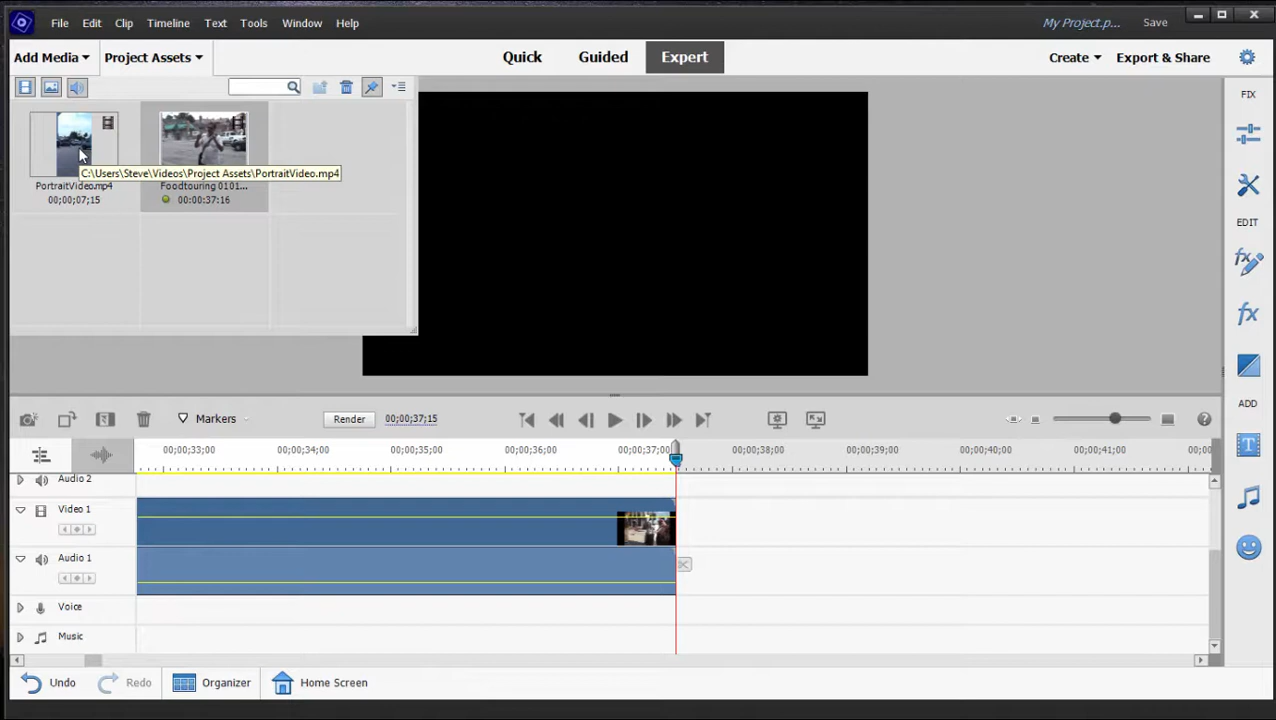 File Edit Clip Timeline Text Tools Window Help My Project.p... Save
Add Media Project Assets Quick Guided Expert Create Export & Share
FIX
C:\Users\Steve\Videos\Project Assets\PortraitVideo.mp4
PortraitVideo.mp4 Foodtouring 0101...
00;00;07;15 00:00:37:16
EDIT
fx
ADD
Markers Render 00;00;37;15
00;00;33;00 00;00;34;00 00;00;35;00 00;00;36;00 00;00;37;00 00;00;38;00 00;00;39;00 00;00;40;00 00;00;41;00 00;00
Audio 2
T
Video 1
Audio 1
Voice
Music
Undo Redo Organizer Home Screen